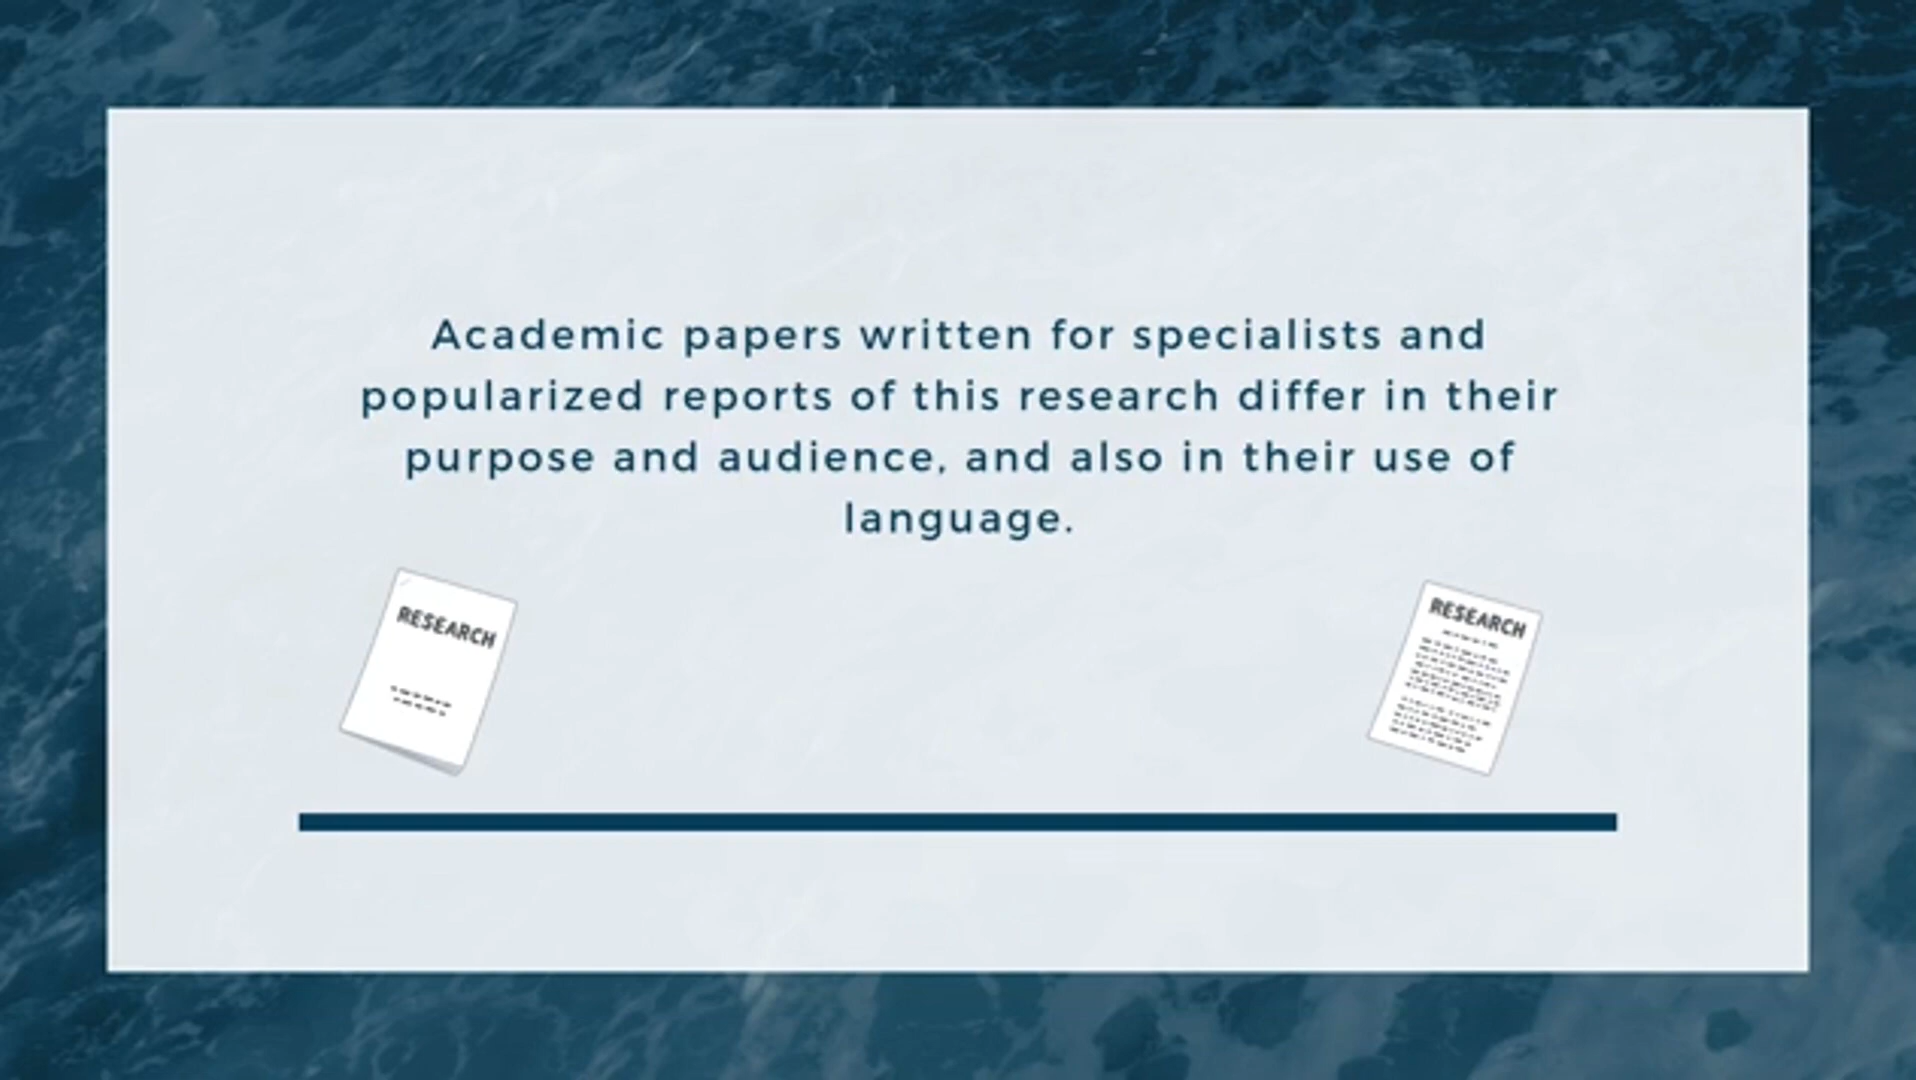 Academic papers written for specialists and
popularized reports of this research differ in their
purpose and audience, and also in their use of
language.
RESEARCH
RESEARCH